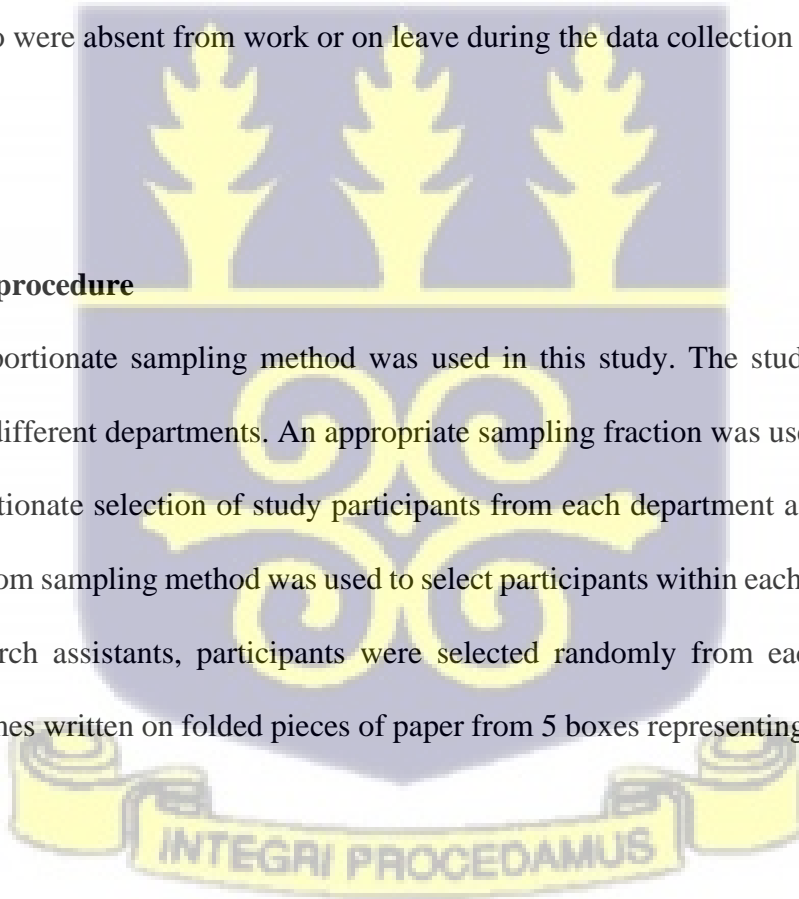 were absent from work or on leave during the data collection
procedure
portionate sampling method was used in this study. The stud
different departments. An appropriate sampling fraction was use
tionate selection of study participants from each department a
om sampling method was used to select participants within each
rch assistants, participants were selected randomly from eac
nes written on folded pieces of paper from 5 boxes representing
INTEGRI PROCEDAMUS